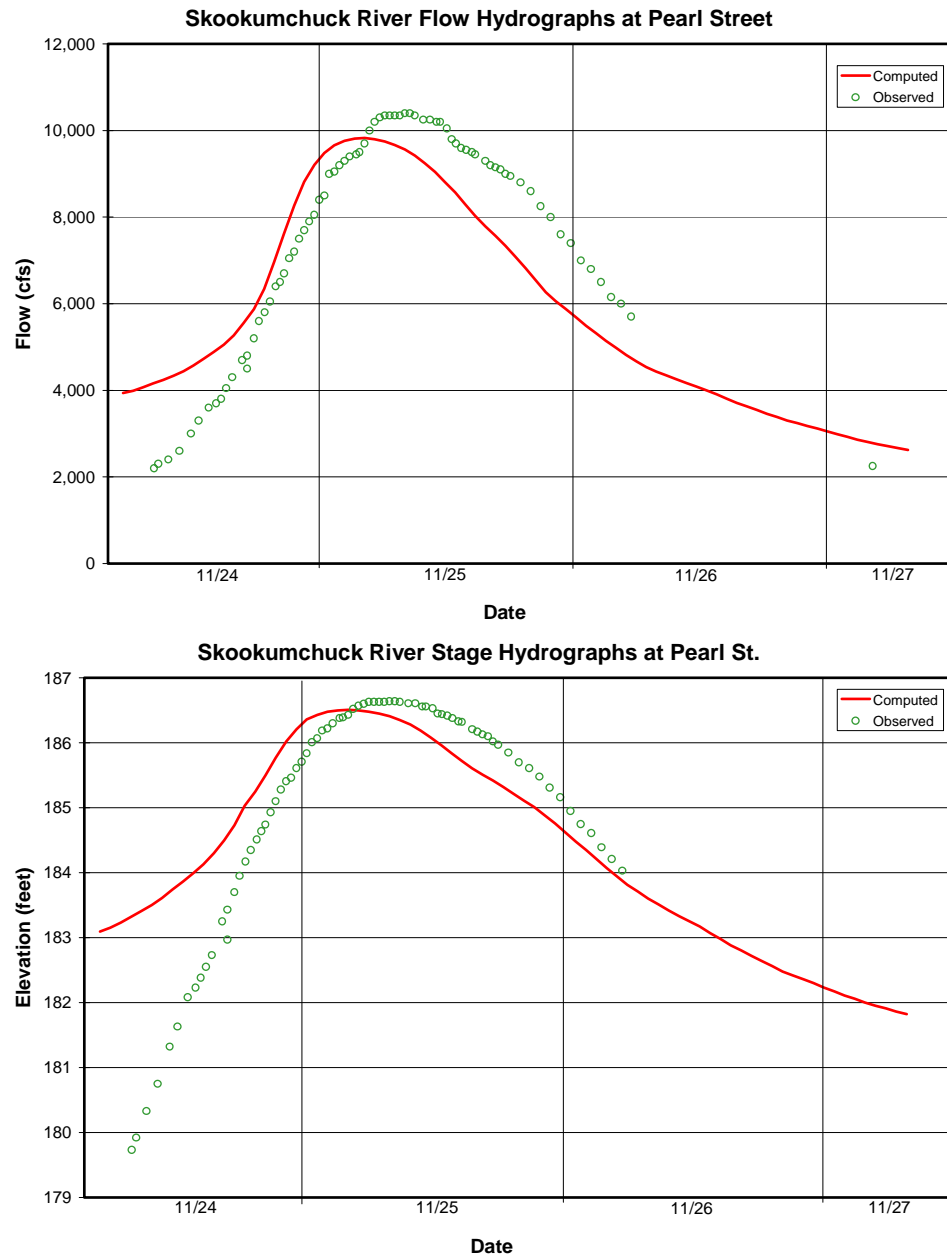 Skookumchuck River Flow Hydrographs at Pearl Street
12,000
10,000
8,000
6,000
4,000
2,000
0
Flow (cfs)
Computed
Observed
11/24 11/25 11/26 11/27
Date
Skookumchuck River Stage Hydrographs at Pearl St.
187
186
185
184
183
182
181
180
179
Elevation (feet)
Computed
Observed
11/24 11/25 11/26 11/27
Date